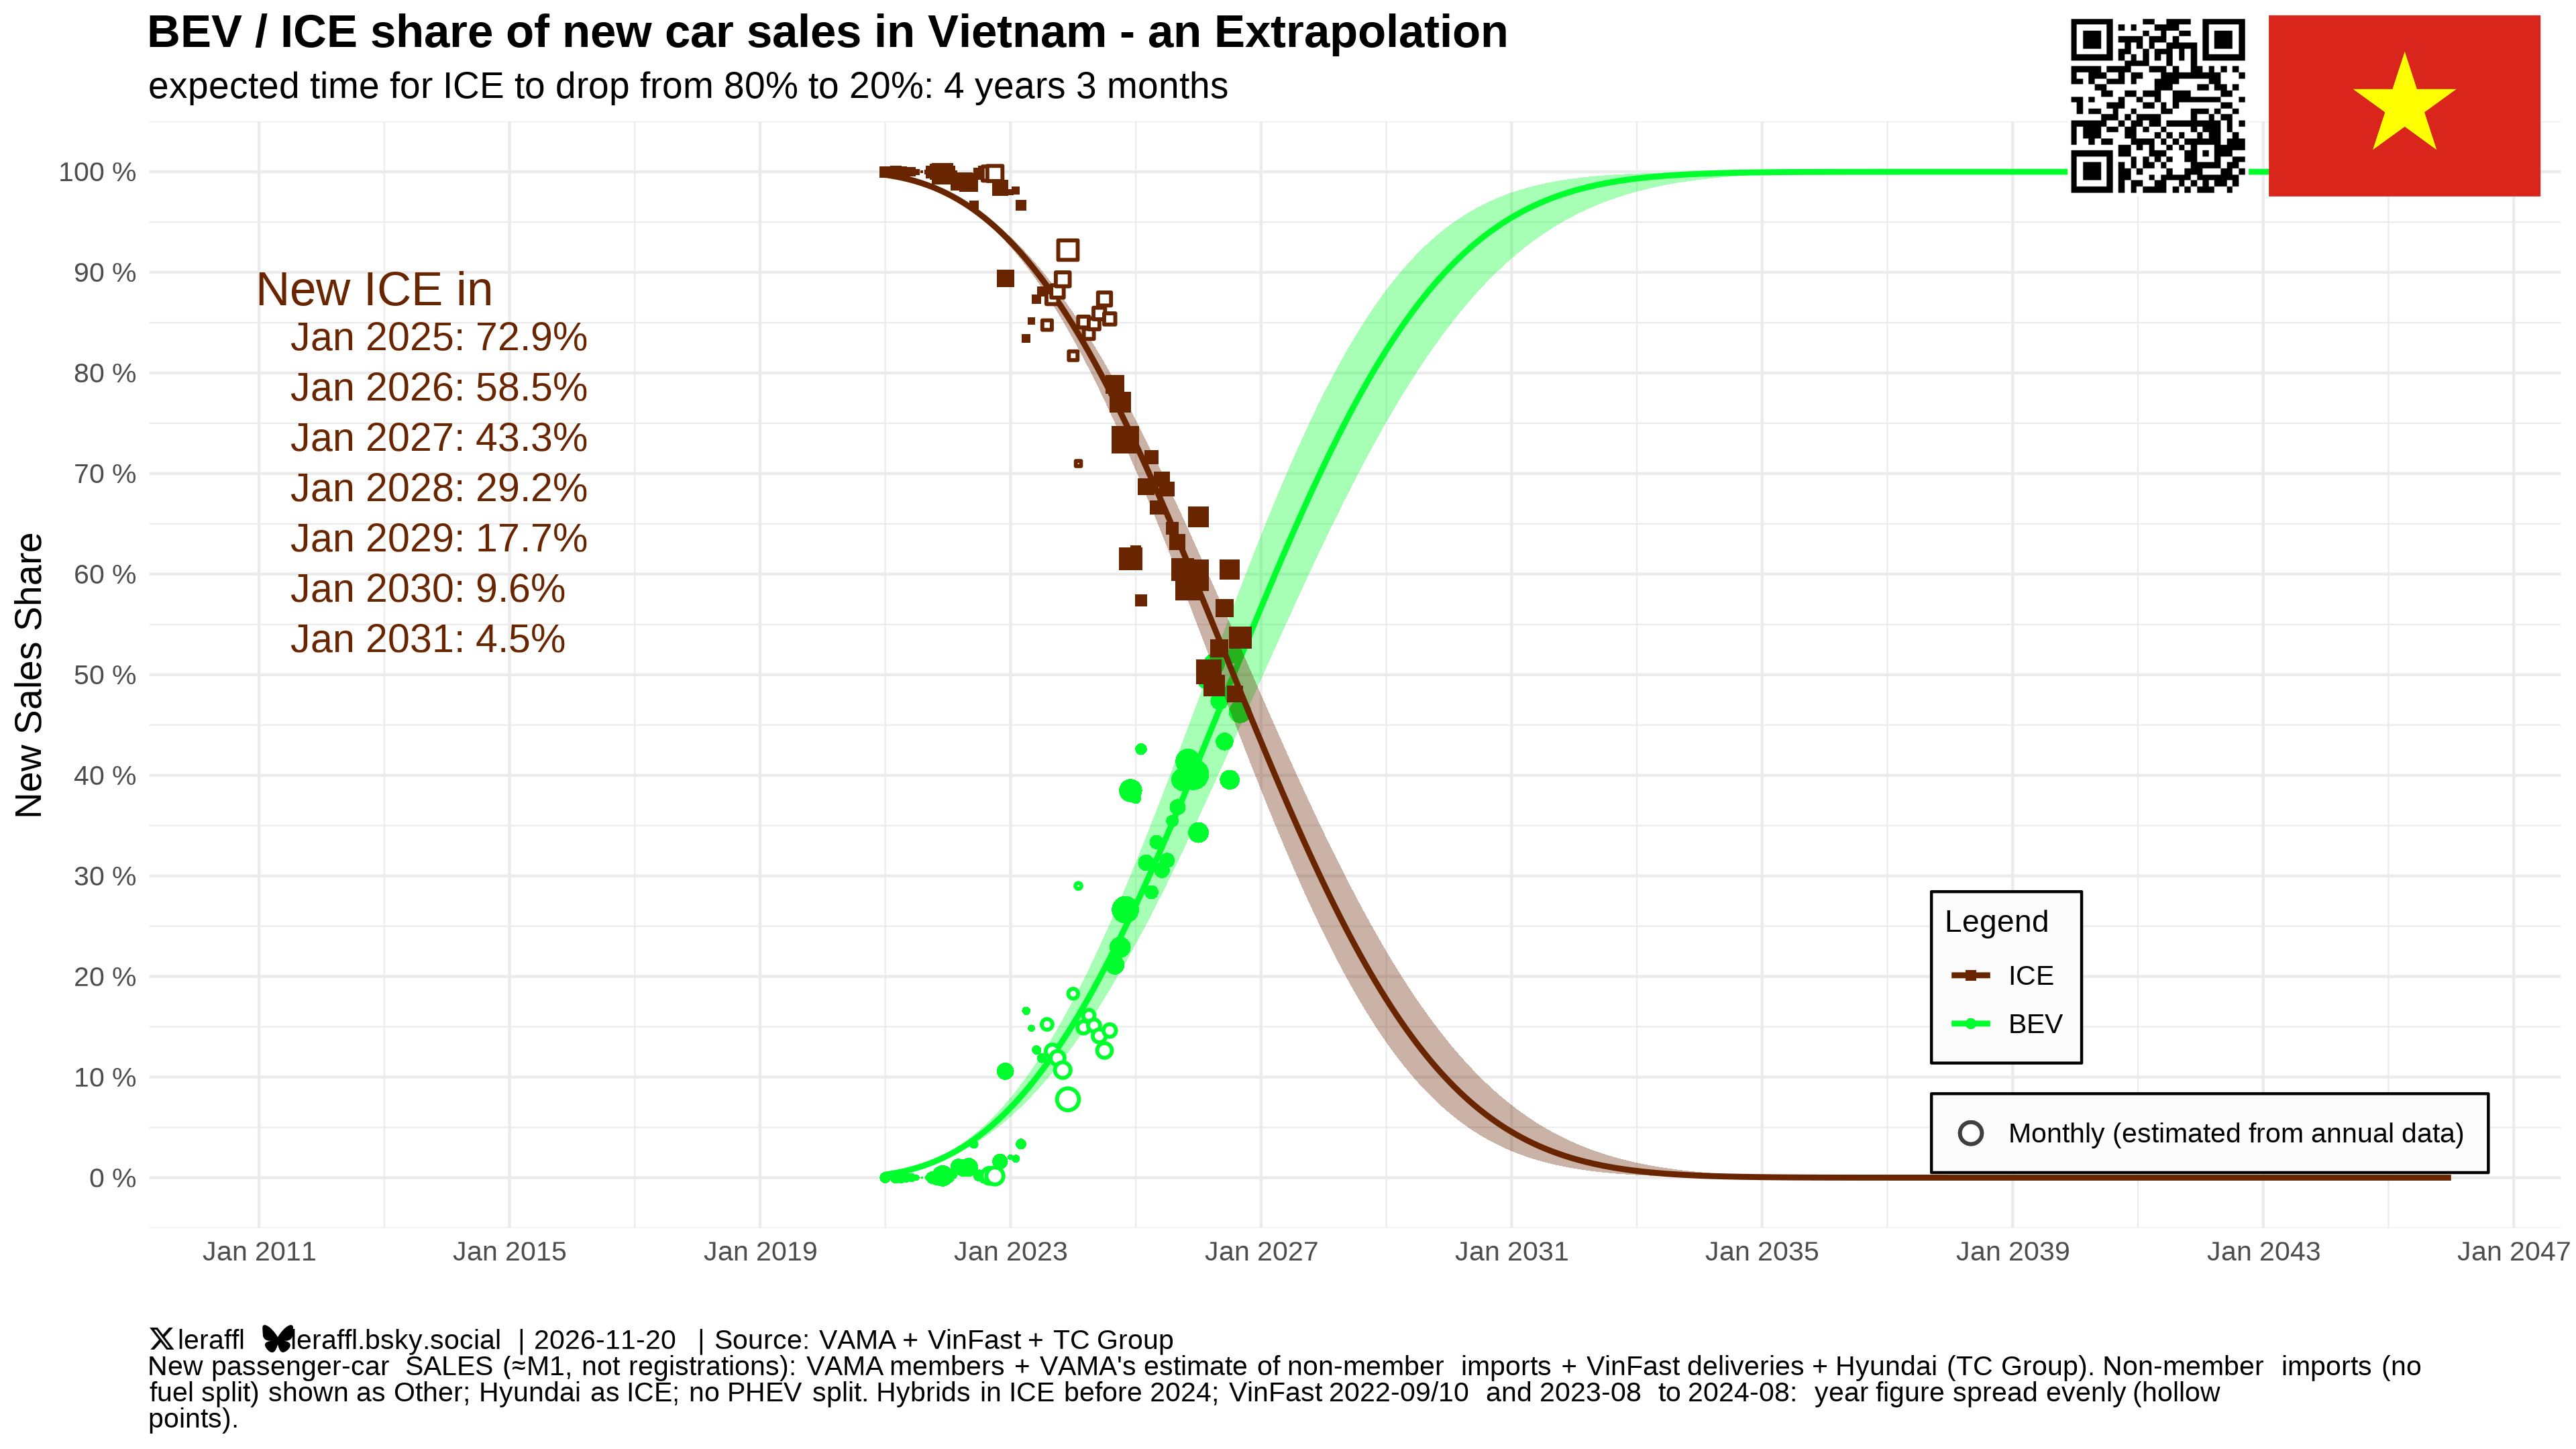 BEV / ICE share of new car sales in Vietnam - an Extrapolation
expected time for ICE to drop from 80% to 20%: 4 years 3 months
New Sales Share
100 %
90 %
80 %
70 %
60 %
50 %
40 %
30 %
20 %
10 %
0 %
New ICE in
Jan 2025: 72.9%
Jan 2026: 58.5%
Jan 2027: 43.3%
Jan 2028: 29.2%
Jan 2029: 17.7%
Jan 2030: 9.6%
Jan 2031: 4.5%
Legend
ICE
BEV
Monthly (estimated from annual data)
Jan 2011 Jan 2015 Jan 2019 Jan 2023 Jan 2027 Jan 2031 Jan 2035 Jan 2039 Jan 2043 Jan 2047
leraffl leraffl.bsky.social | 2026-11-20 | Source: VAMA + VinFast + TC Group
New passenger-car SALES (≈M1, not registrations): VAMA members + VAMA's estimate of non-member imports + VinFast deliveries + Hyundai (TC Group). Non-member imports (no
fuel split) shown as Other; Hyundai as ICE; no PHEV split. Hybrids in ICE before 2024; VinFast 2022-09/10 and 2023-08 to 2024-08: year figure spread evenly (hollow
points).